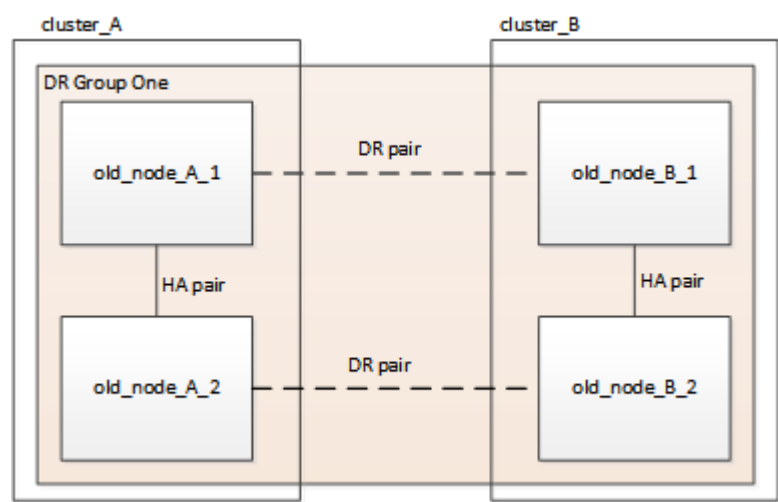 cluster_A
cluster_B
DR Group One
old_node_A_1
DR pair
old_node_B_1
HA pair
HA pair
old_node_A_2
DR pair
old_node_B_2